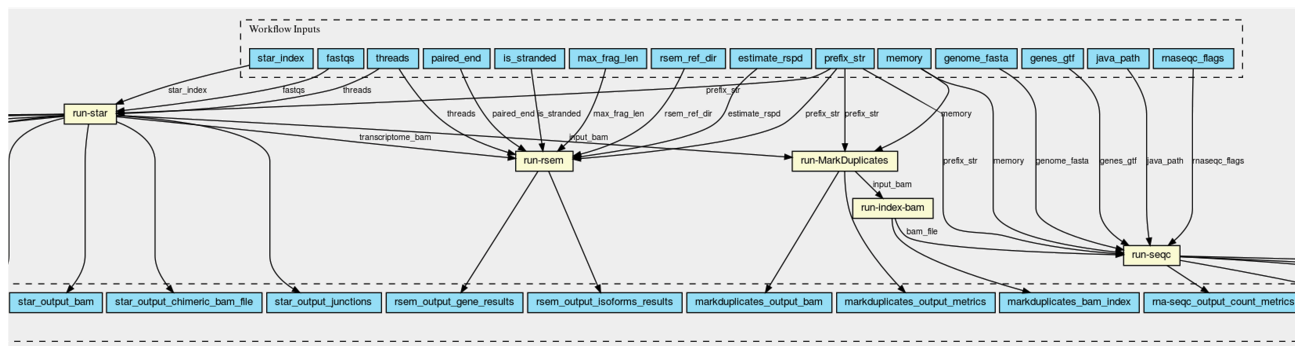 Workflow Inputs
star_index fastqs threads paired_end is_stranded max_frag_len rsem_ref_dir estimate_rspd prefix_str memory genome_fasta genes_gtf java_path rnaseqc_flags
star_index fastqs threads prefix_str
run-star
threads paired_end is_stranded max_frag_len rsem_ref_dir estimate_rspd prefix_str prefix_str memory
transcriptome_bam input_bam
run-rsem run-MarkDuplicates
prefix_str memory genome_fasta genes_gtf java_path rnaseqc_flags
input_bam
run-index-bam
bam_file
run-seqc
star_output_bam star_output_chimeric_bam_file star_output_junctions rsem_output_gene_results rsem_output_isoforms_results markduplicates_output_bam markduplicates_output_metrics markduplicates_bam_index rna-seqc_output_count_metrics